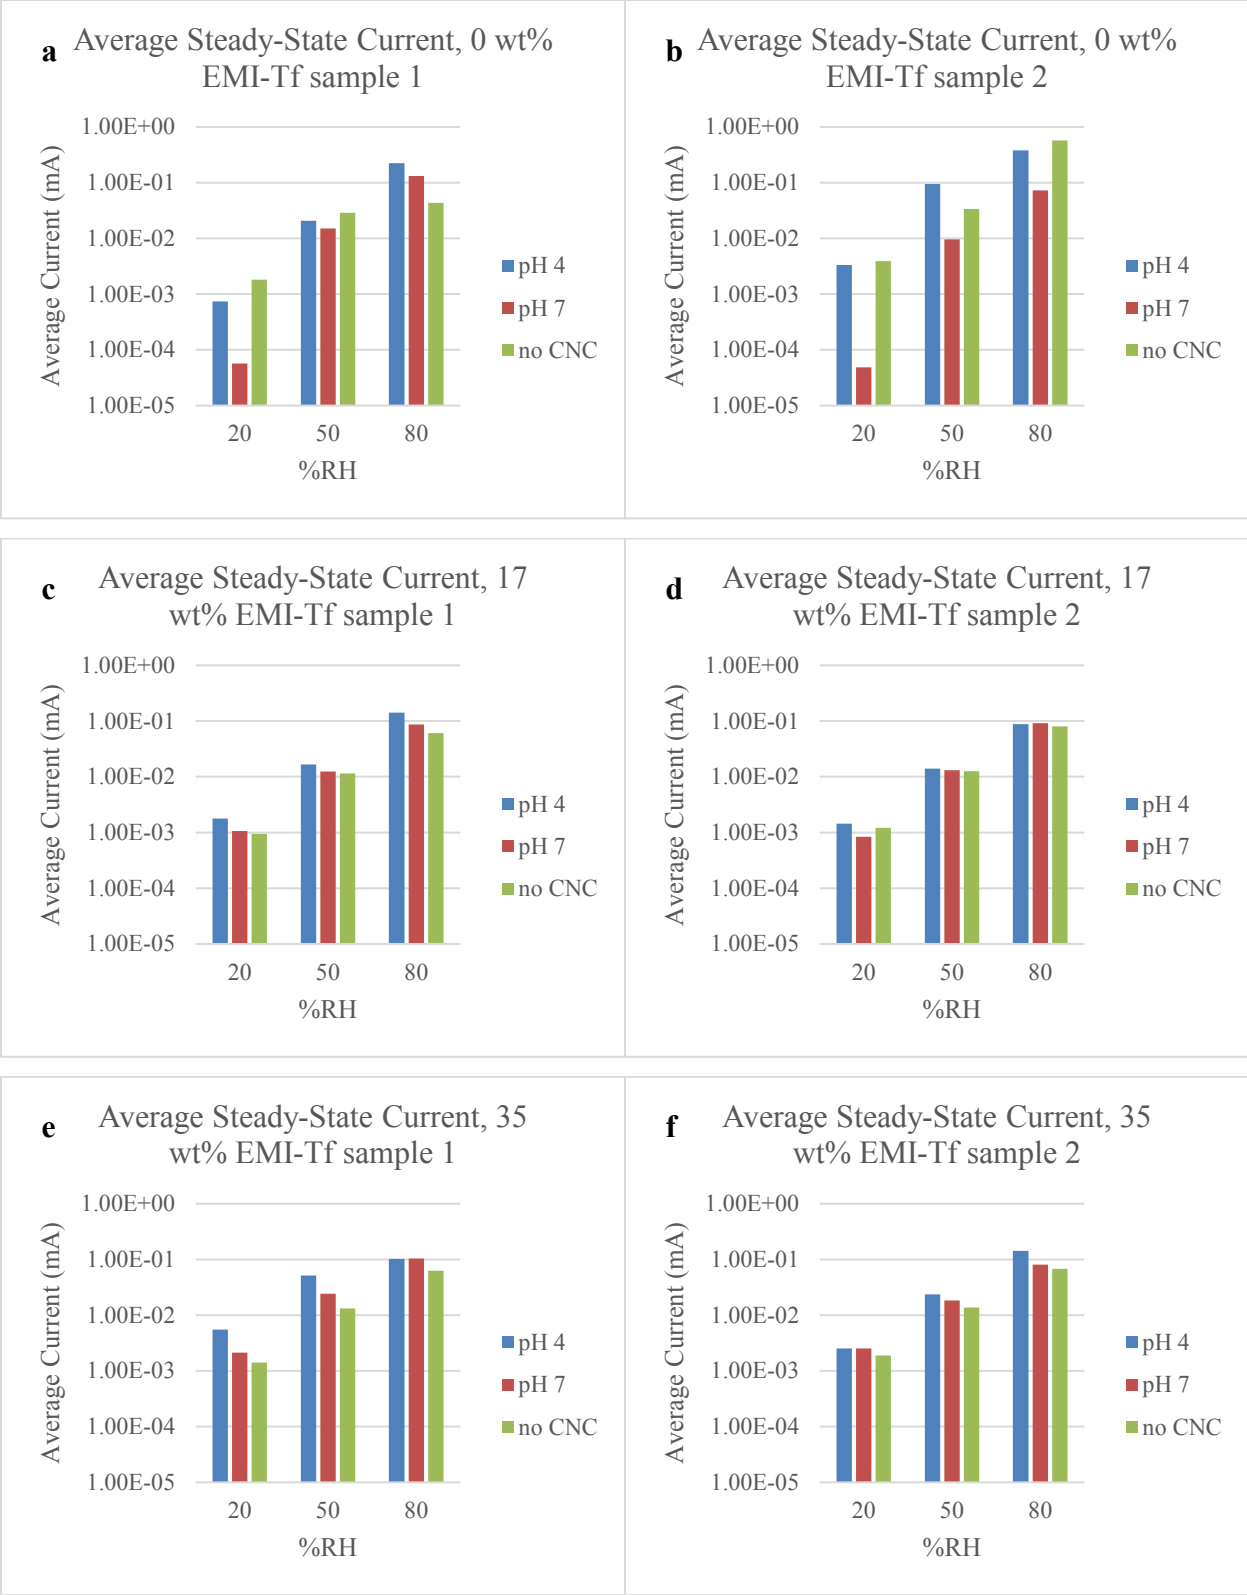 a Average Steady-State Current, 0 wt%
EMI-Tf sample 1
Average Current (mA)
1.00E+00
1.00E-01
1.00E-02
1.00E-03
1.00E-04
1.00E-05
20 50 80
%RH
pH 4
pH 7
no CNC
b Average Steady-State Current, 0 wt%
EMI-Tf sample 2
Average Current (mA)
1.00E+00
1.00E-01
1.00E-02
1.00E-03
1.00E-04
1.00E-05
20 50 80
%RH
pH 4
pH 7
no CNC
c Average Steady-State Current, 17
wt% EMI-Tf sample 1
Average Current (mA)
1.00E+00
1.00E-01
1.00E-02
1.00E-03
1.00E-04
1.00E-05
20 50 80
%RH
pH 4
pH 7
no CNC
d Average Steady-State Current, 17
wt% EMI-Tf sample 2
Average Current (mA)
1.00E+00
1.00E-01
1.00E-02
1.00E-03
1.00E-04
1.00E-05
20 50 80
%RH
pH 4
pH 7
no CNC
e Average Steady-State Current, 35
wt% EMI-Tf sample 1
Average Current (mA)
1.00E+00
1.00E-01
1.00E-02
1.00E-03
1.00E-04
1.00E-05
20 50 80
%RH
pH 4
pH 7
no CNC
f Average Steady-State Current, 35
wt% EMI-Tf sample 2
Average Current (mA)
1.00E+00
1.00E-01
1.00E-02
1.00E-03
1.00E-04
1.00E-05
20 50 80
%RH
pH 4
pH 7
no CNC